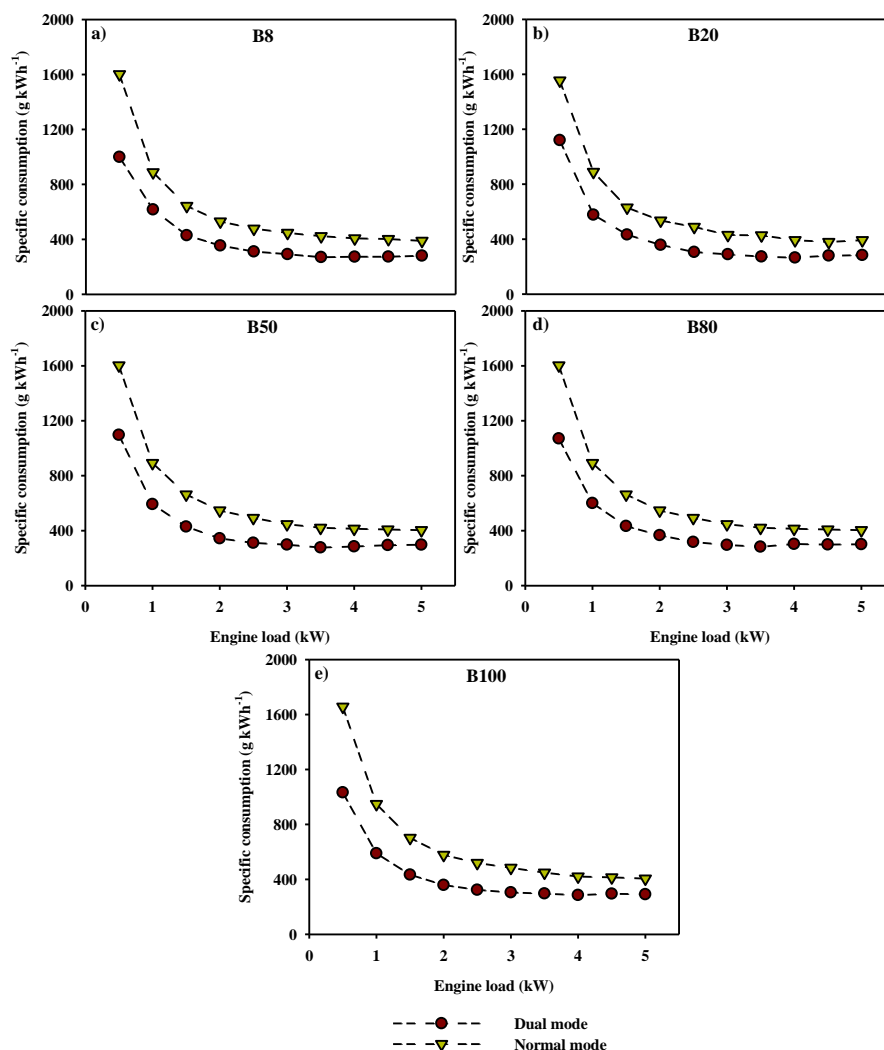 a) B8
Specific consumption (g kWh⁻¹)
2000
1600
1200
800
400
0
b) B20
Specific consumption (g kWh⁻¹)
2000
1600
1200
800
400
0
c) B50
Specific consumption (g kWh⁻¹)
2000
1600
1200
800
400
0
0 1 2 3 4 5
Engine load (kW)
d) B80
Specific consumption (g kWh⁻¹)
2000
1600
1200
800
400
0
0 1 2 3 4 5
Engine load (kW)
e) B100
Specific consumption (g kWh⁻¹)
2000
1600
1200
800
400
0
0 1 2 3 4 5
Engine load (kW)
Dual mode
Normal mode